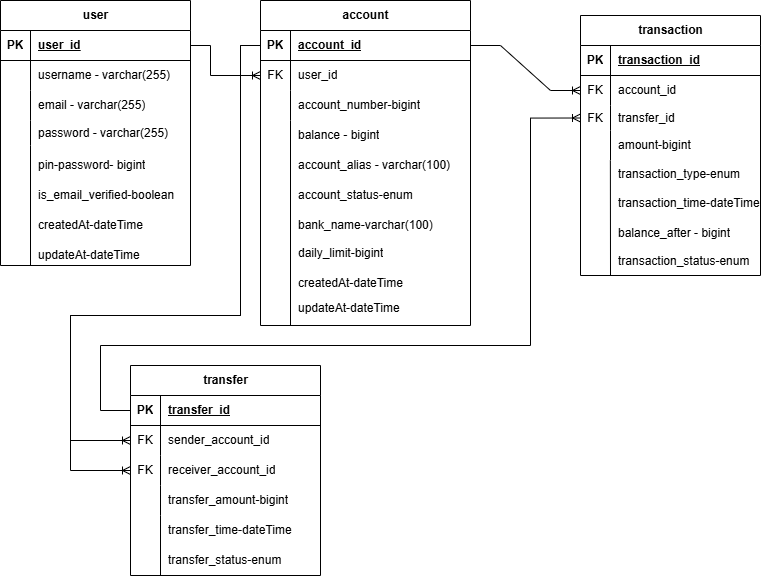 user
PK user_id
username - varchar(255)
email - varchar(255)
password - varchar(255)
pin-password- bigint
is_email_verified-boolean
createdAt-dateTime
updateAt-dateTime
account
PK account_id
FK user_id
account_number-bigint
balance - bigint
account_alias - varchar(100)
account_status-enum
bank_name-varchar(100)
daily_limit-bigint
createdAt-dateTime
updateAt-dateTime
transaction
PK transaction_id
FK account_id
FK transfer_id
amount-bigint
transaction_type-enum
transaction_time-dateTime
balance_after - bigint
transaction_status-enum
transfer
PK transfer_id
FK sender_account_id
FK receiver_account_id
transfer_amount-bigint
transfer_time-dateTime
transfer_status-enum